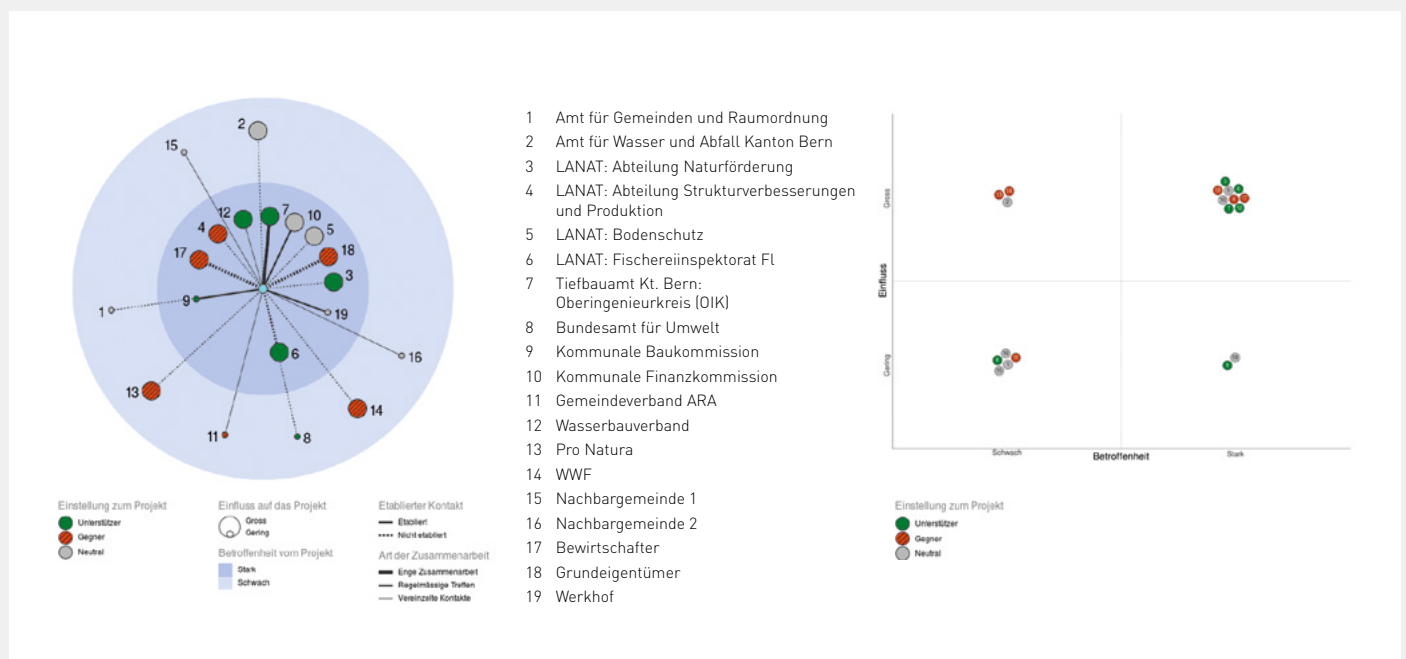 2
15
12
7
10
4
5
17
18
3
9
1
19
16
6
13
14
11
8
Einstellung zum Projekt
Unterstützer
Gegner
Neutral
Einfluss auf das Projekt
Gross
Gering
Betroffenheit vom Projekt
Stark
Schwach
Etablierter Kontakt
Etabliert
Nicht etabliert
Art der Zusammenarbeit
Enge Zusammenarbeit
Regelmässige Treffen
Vereinzelte Kontakte
1 Amt für Gemeinden und Raumordnung
2 Amt für Wasser und Abfall Kanton Bern
3 LANAT: Abteilung Naturförderung
4 LANAT: Abteilung Strukturverbesserungen
und Produktion
5 LANAT: Bodenschutz
6 LANAT: Fischereiinspektorat FI
7 Tiefbauamt Kt. Bern:
Oberingenieurkreis (OIK)
8 Bundesamt für Umwelt
9 Kommunale Baukommission
10 Kommunale Finanzkommission
11 Gemeindeverband ARA
12 Wasserbauverband
13 Pro Natura
14 WWF
15 Nachbargemeinde 1
16 Nachbargemeinde 2
17 Bewirtschafter
18 Grundeigentümer
19 Werkhof
Gross
Einfluss
Gering
Schwach
Betroffenheit
Stark
Einstellung zum Projekt
Unterstützer
Gegner
Neutral